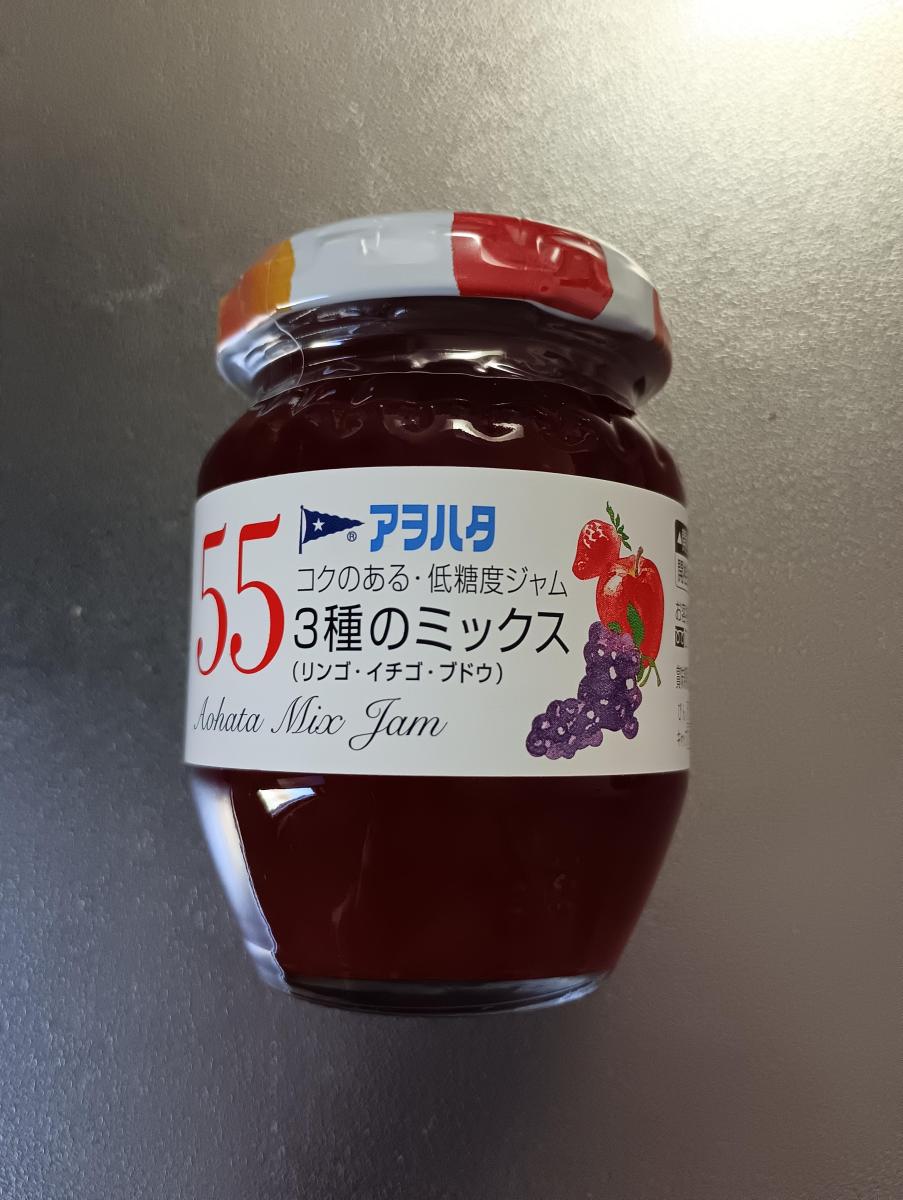 55
アヲハタ
®
コクのある・低糖度ジャム
3種のミックス
(リンゴ・イチゴ・ブドウ)
Aohata Mix Jam